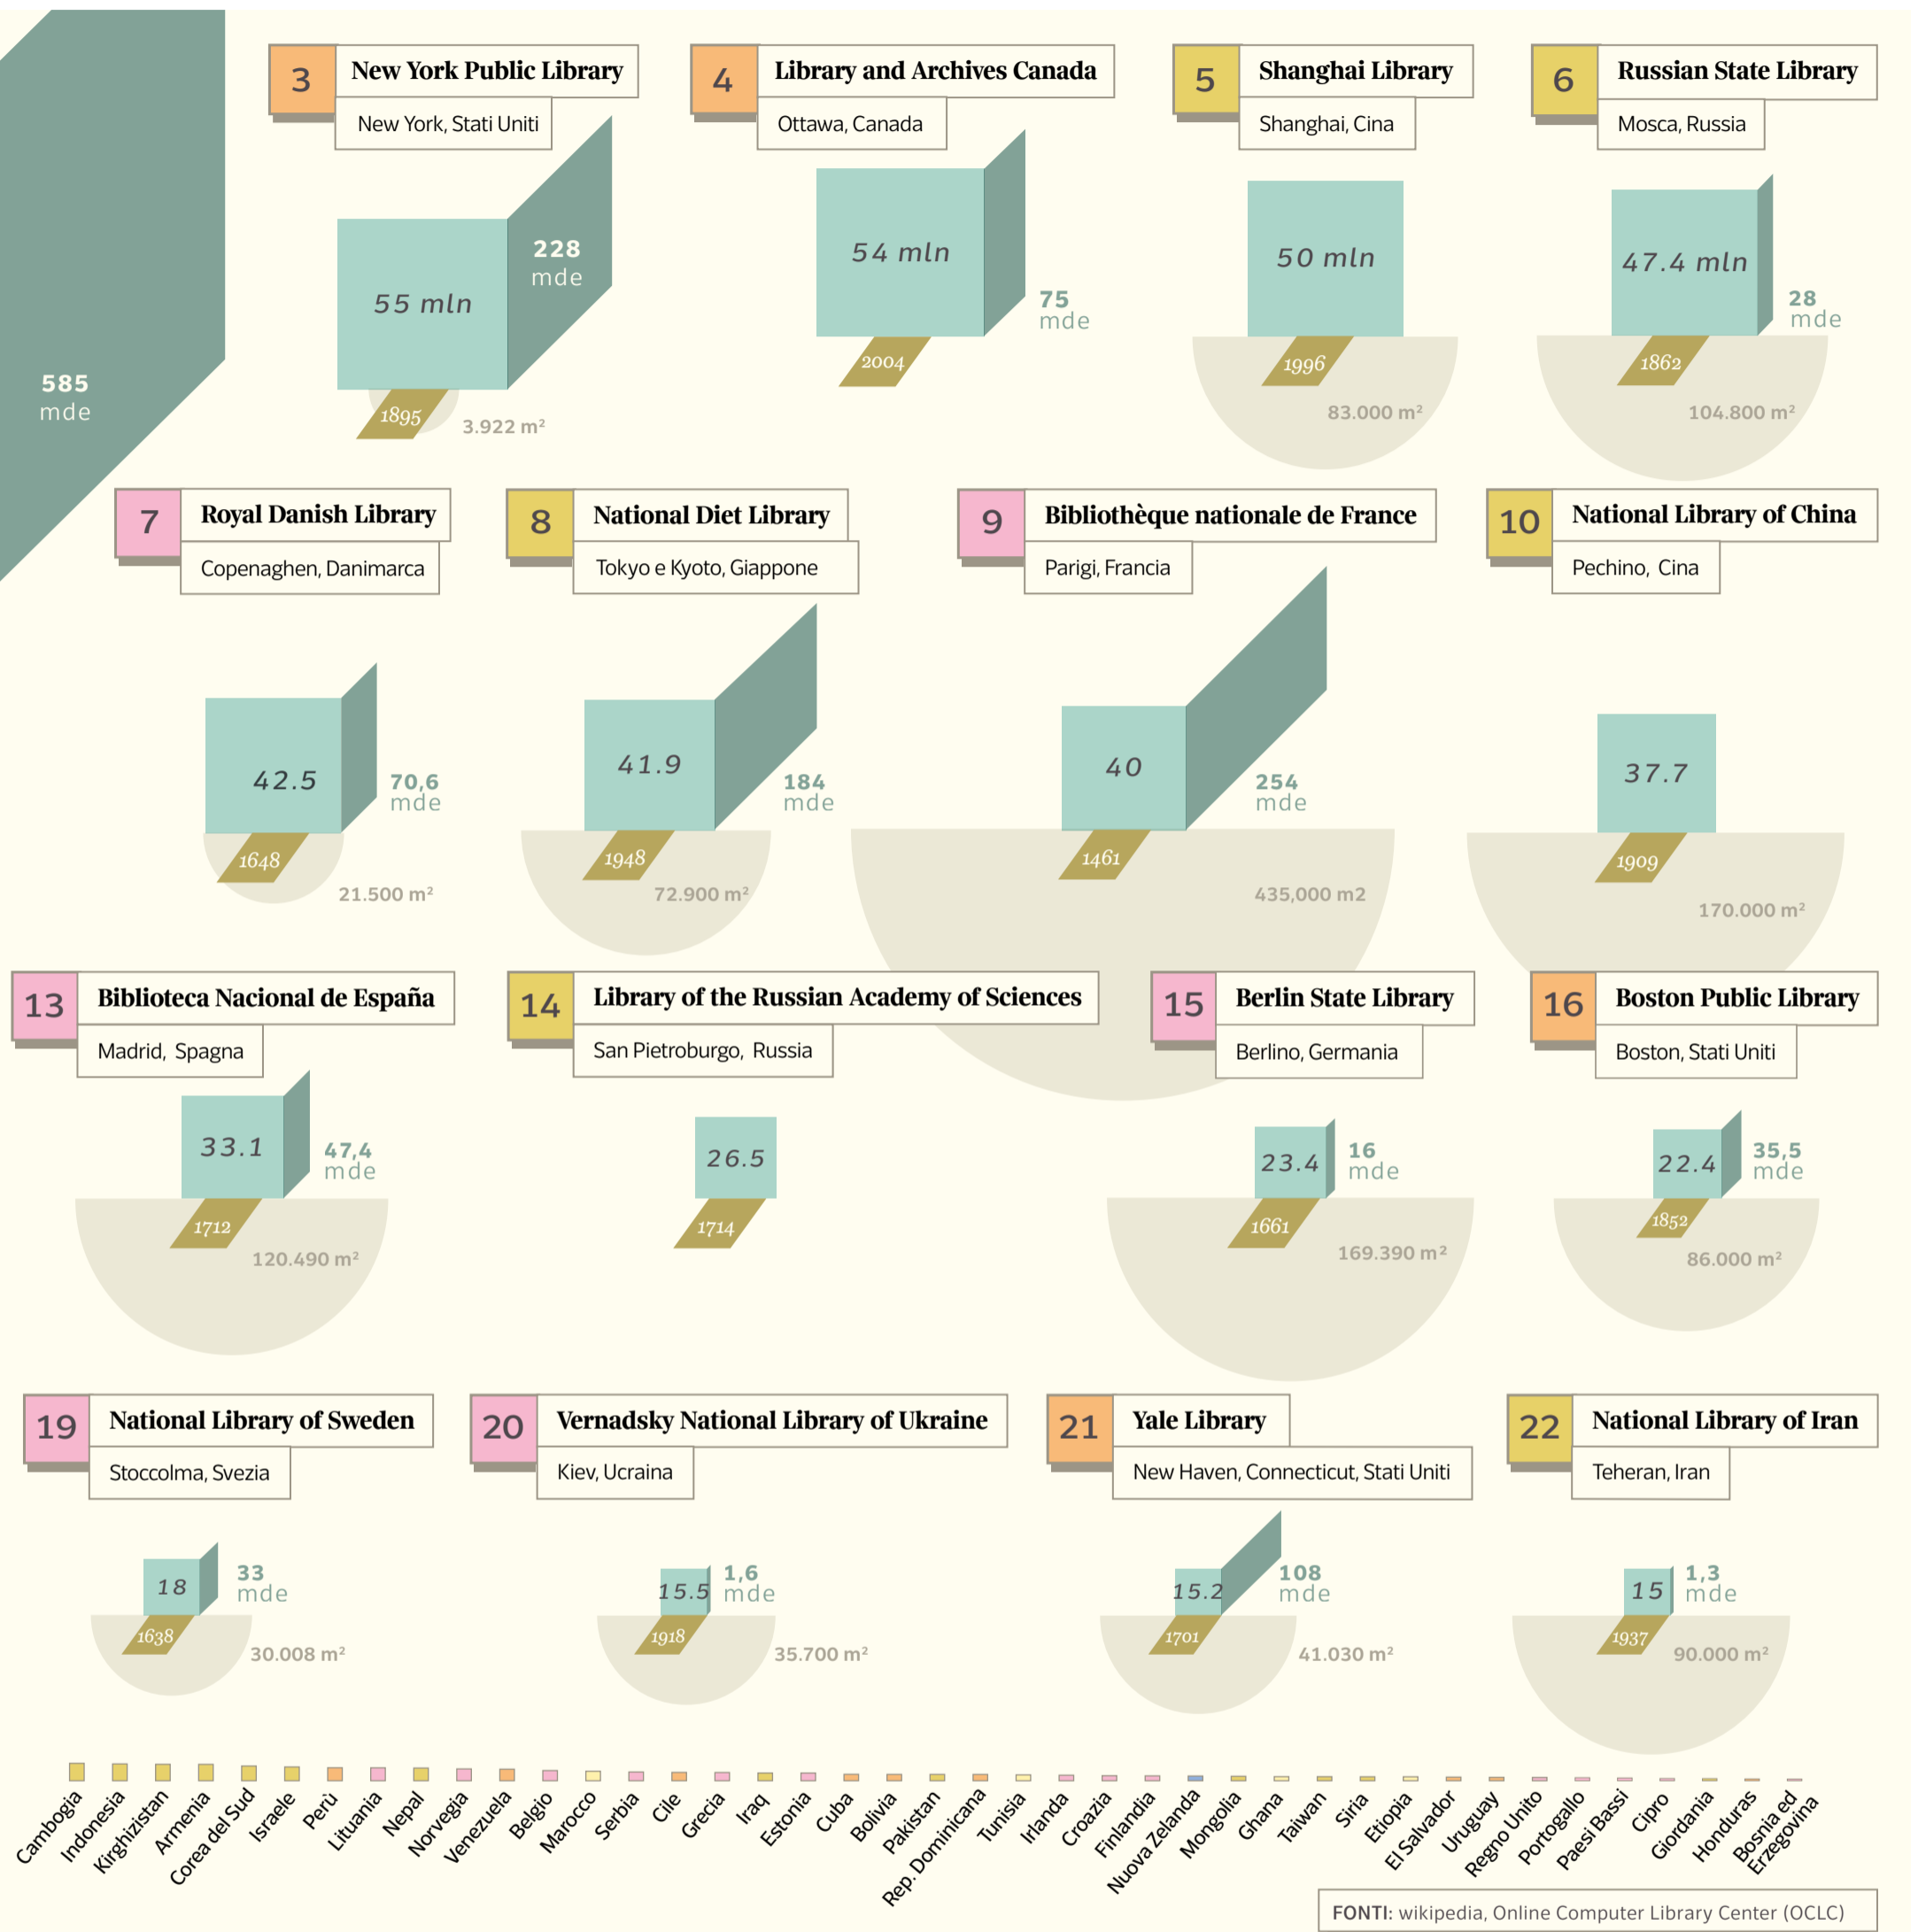 585
mde
3
New York Public Library
New York, Stati Uniti
55 mln
228
mde
1895
3.922 m²
4
Library and Archives Canada
Ottawa, Canada
54 mln
75
mde
2004
5
Shanghai Library
Shanghai, Cina
50 mln
1996
83.000 m²
6
Russian State Library
Mosca, Russia
47.4 mln
28
mde
1862
104.800 m²
7
Royal Danish Library
Copenaghen, Danimarca
42.5
70,6
mde
1648
21.500 m²
8
National Diet Library
Tokyo e Kyoto, Giappone
41.9
184
mde
1948
72.900 m²
9
Bibliothèque nationale de France
Parigi, Francia
40
254
mde
1461
435,000 m2
10
National Library of China
Pechino, Cina
37.7
1909
170.000 m²
13
Biblioteca Nacional de España
Madrid, Spagna
33.1
47,4
mde
1712
120.490 m²
14
Library of the Russian Academy of Sciences
San Pietroburgo, Russia
26.5
1714
15
Berlin State Library
Berlino, Germania
23.4
16
mde
1661
169.390 m²
16
Boston Public Library
Boston, Stati Uniti
22.4
35,5
mde
1852
86.000 m²
19
National Library of Sweden
Stoccolma, Svezia
18
33
mde
1638
30.008 m²
20
Vernadsky National Library of Ukraine
Kiev, Ucraina
15.5
1,6
mde
1918
35.700 m²
21
Yale Library
New Haven, Connecticut, Stati Uniti
15.2
108
mde
1701
41.030 m²
22
National Library of Iran
Teheran, Iran
15
1,3
mde
1937
90.000 m²
Cambogia
Indonesia
Kirghizistan
Armenia
Corea del Sud
Israele
Perù
Lituania
Nepal
Norvegia
Venezuela
Belgio
Marocco
Serbia
Cile
Grecia
Iraq
Estonia
Cuba
Bolivia
Pakistan
Rep. Dominicana
Tunisia
Irlanda
Croazia
Finlandia
Nuova Zelanda
Mongolia
Ghana
Taiwan
Siria
Etiopia
El Salvador
Uruguay
Regno Unito
Portogallo
Paesi Bassi
Cipro
Giordania
Honduras
Bosnia ed
Erzegovina
FONTI: wikipedia, Online Computer Library Center (OCLC)